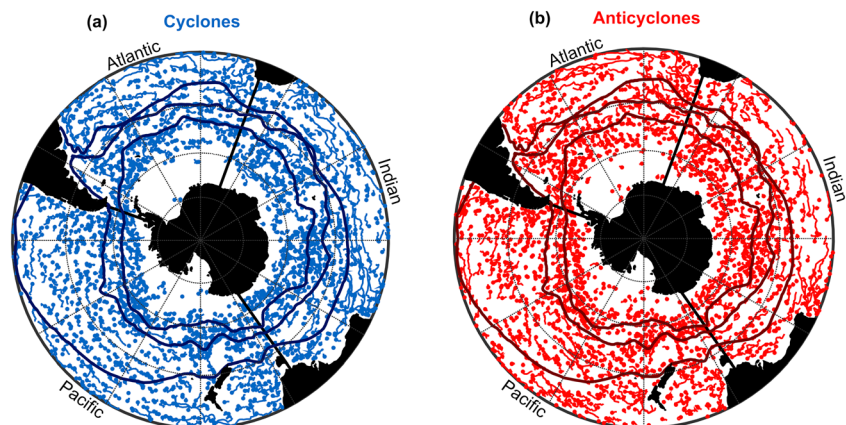 (a) Cyclones
Atlantic
Indian
Pacific
(b) Anticyclones
Atlantic
Indian
Pacific